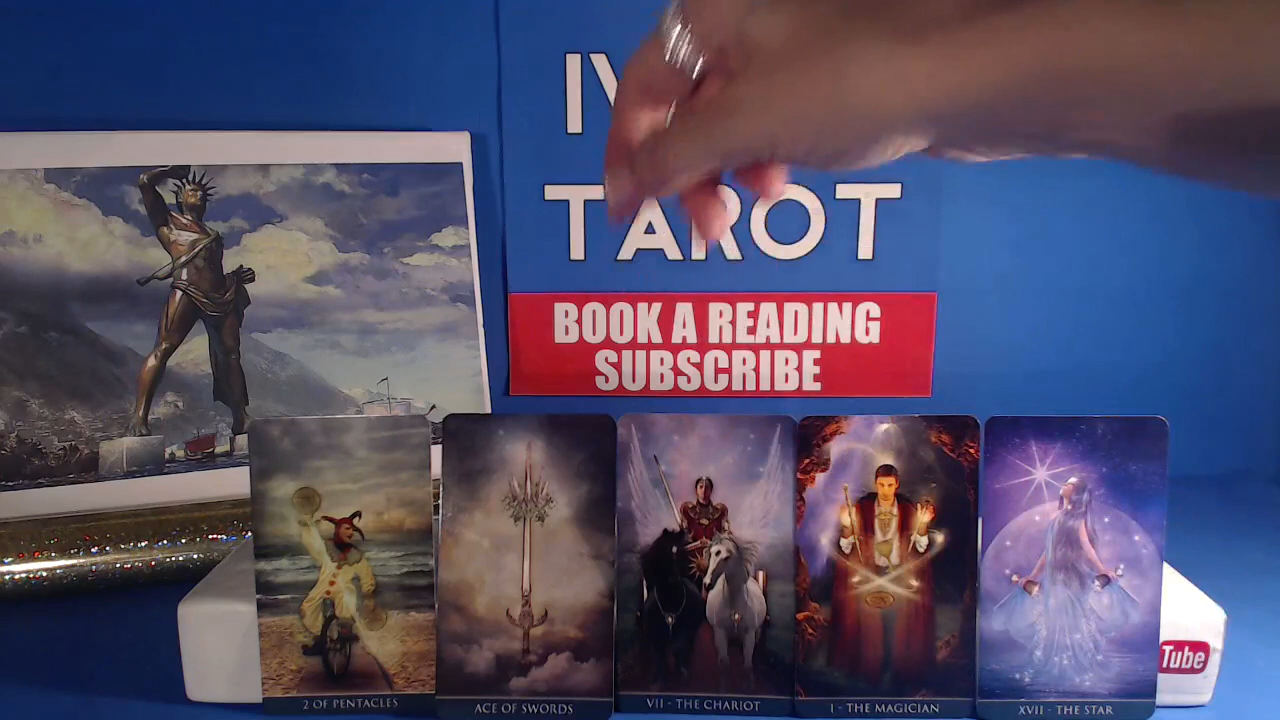 TAROT
BOOK A READING
SUBSCRIBE
2 OF PENTACLES
ACE OF SWORDS
VII - THE CHARIOT
I - THE MAGICIAN
XVII - THE STAR
Tube